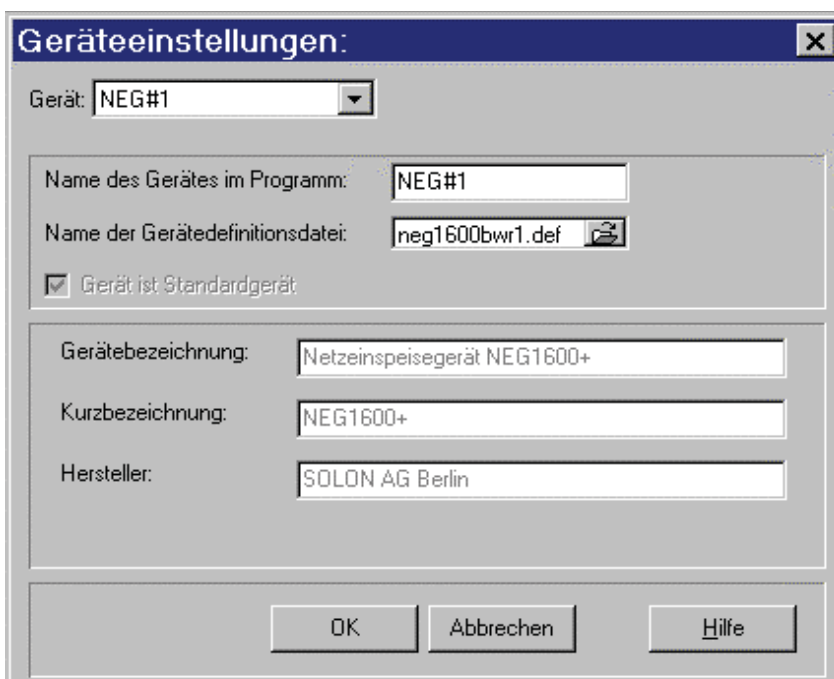 Geräteeinstellungen:
Gerät: NEG#1
Name des Gerätes im Programm: NEG#1
Name der Gerätedefinitionsdatei: neg1600bwr1.def
Gerät ist Standardgerät
Gerätebezeichnung: Netzeinspeisegerät NEG1600+
Kurzbezeichnung: NEG1600+
Hersteller: SOLON AG Berlin
OK Abbrechen Hilfe